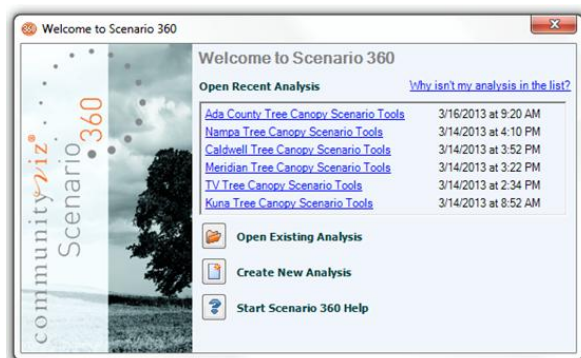 360 Welcome to Scenario 360
Welcome to Scenario 360
Open Recent Analysis Why isn't my analysis in the list?
Ada County Tree Canopy Scenario Tools 3/16/2013 at 9:20 AM
Nampa Tree Canopy Scenario Tools 3/14/2013 at 4:10 PM
Caldwell Tree Canopy Scenario Tools 3/14/2013 at 3:52 PM
Meridian Tree Canopy Scenario Tools 3/14/2013 at 3:22 PM
TV Tree Canopy Scenario Tools 3/14/2013 at 2:34 PM
Kuna Tree Canopy Scenario Tools 3/14/2013 at 8:52 AM
Open Existing Analysis
Create New Analysis
? Start Scenario 360 Help
communityviz®
Scenario 360